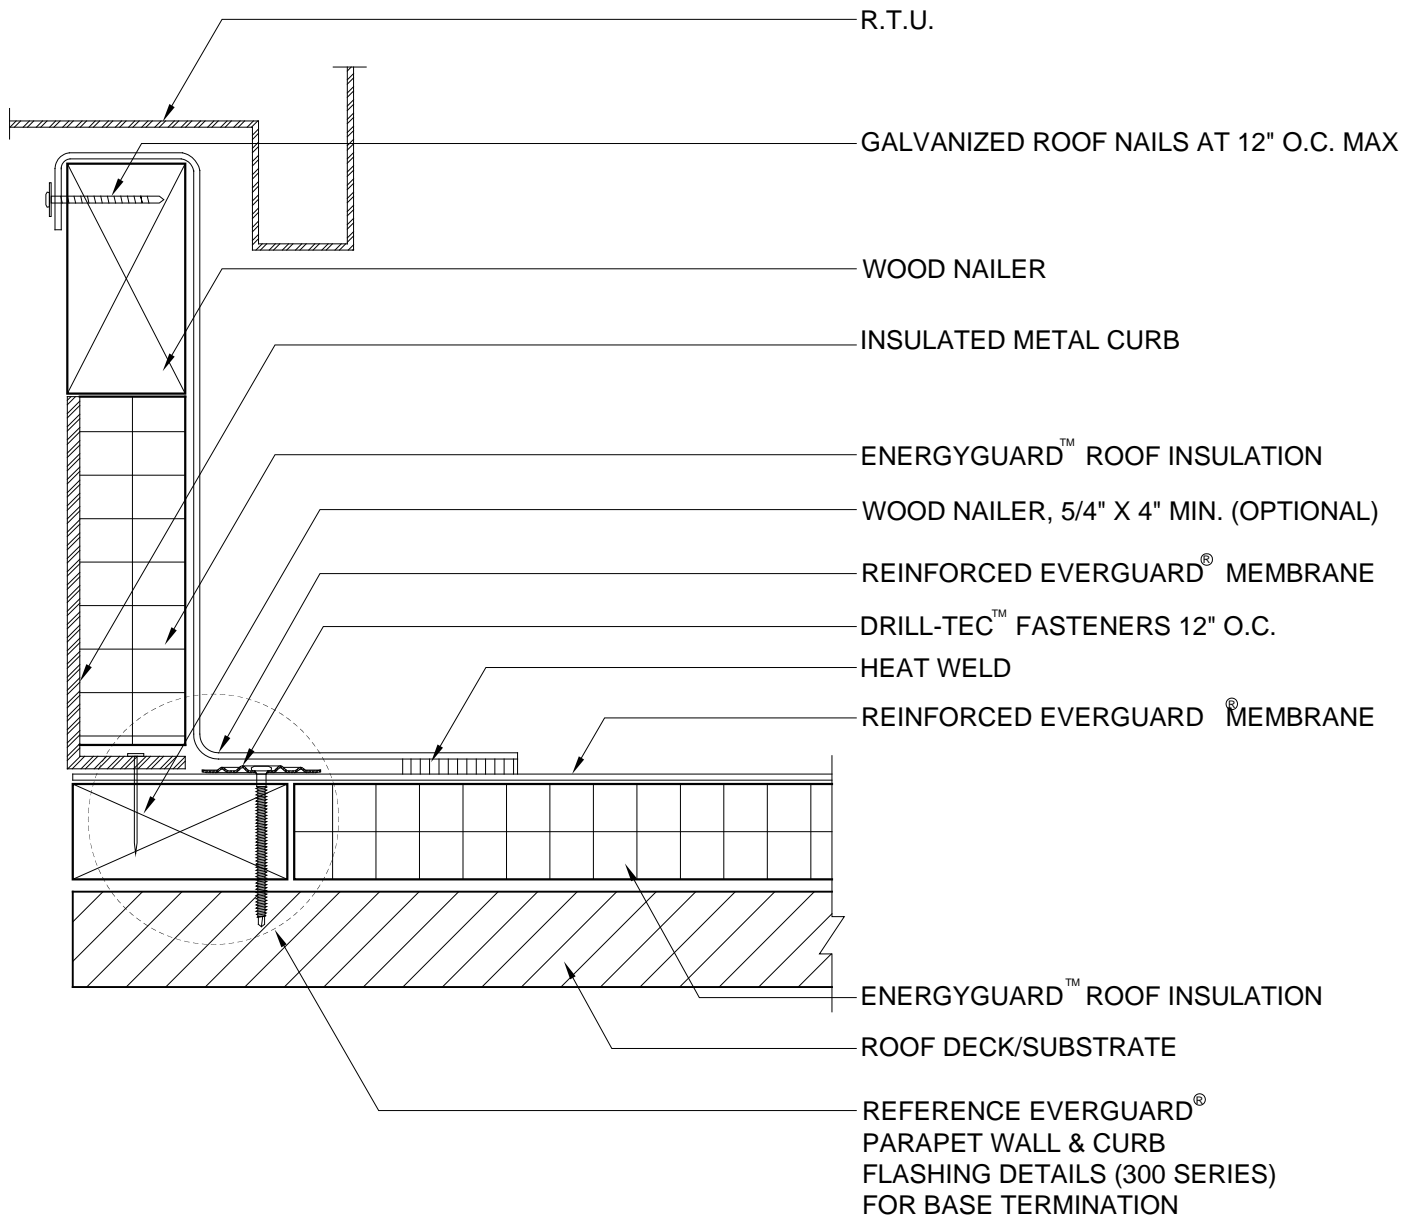 R.T.U.
GALVANIZED ROOF NAILS AT 12" O.C. MAX
WOOD NAILER
INSULATED METAL CURB
ENERGYGUARD™ ROOF INSULATION
WOOD NAILER, 5/4" X 4" MIN. (OPTIONAL)
REINFORCED EVERGUARD® MEMBRANE
DRILL-TEC™ FASTENERS 12" O.C.
HEAT WELD
REINFORCED EVERGUARD ®MEMBRANE
ENERGYGUARD™ ROOF INSULATION
ROOF DECK/SUBSTRATE
REFERENCE EVERGUARD®
PARAPET WALL & CURB
FLASHING DETAILS (300 SERIES)
FOR BASE TERMINATION